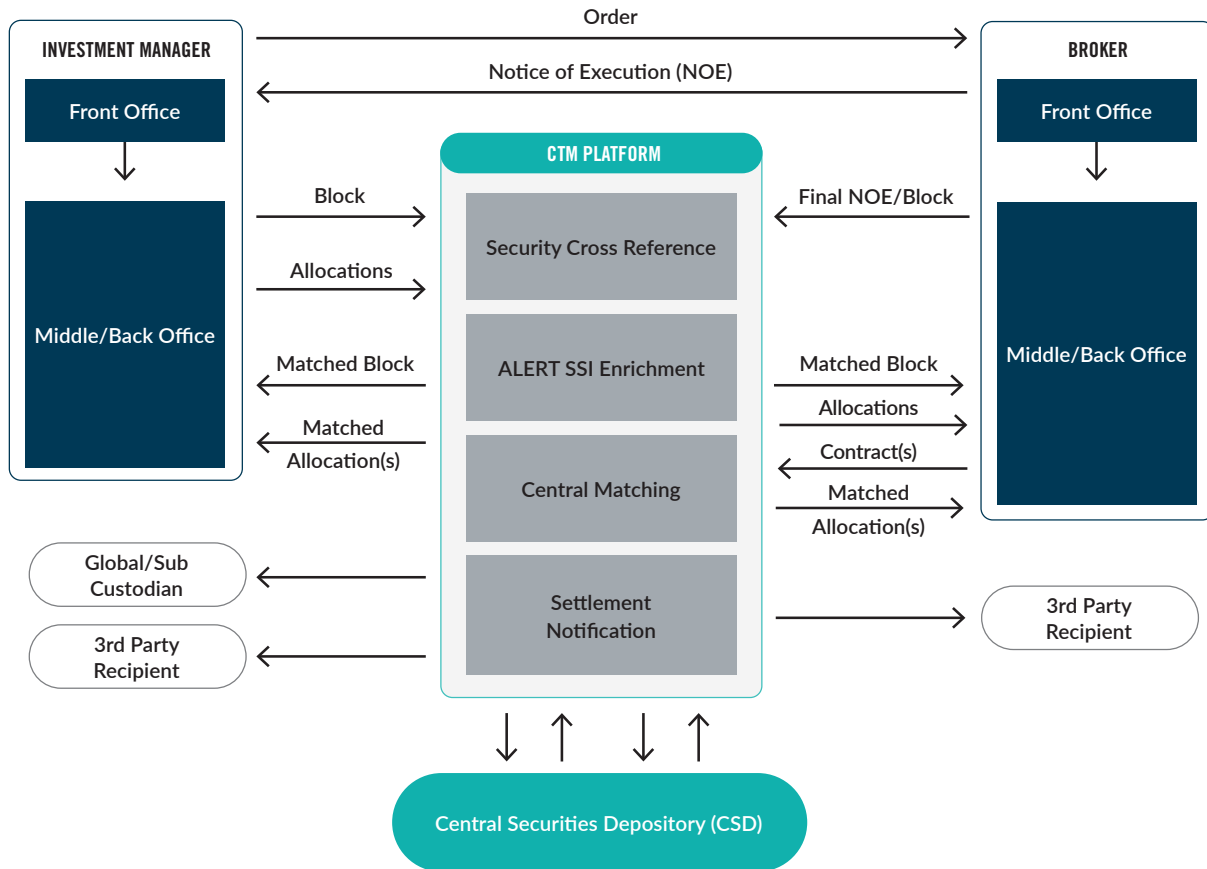 Order
INVESTMENT MANAGER
BROKER
Notice of Execution (NOE)
Front Office
Front Office
CTM PLATFORM
Block
Final NOE/Block
Security Cross Reference
Allocations
Middle/Back Office
Middle/Back Office
Matched Block
ALERT SSI Enrichment
Matched Block
Allocations
Matched
Allocation(s)
Contract(s)
Central Matching
Matched
Allocation(s)
Global/Sub
Custodian
Settlement
Notification
3rd Party
Recipient
3rd Party
Recipient
Central Securities Depository (CSD)